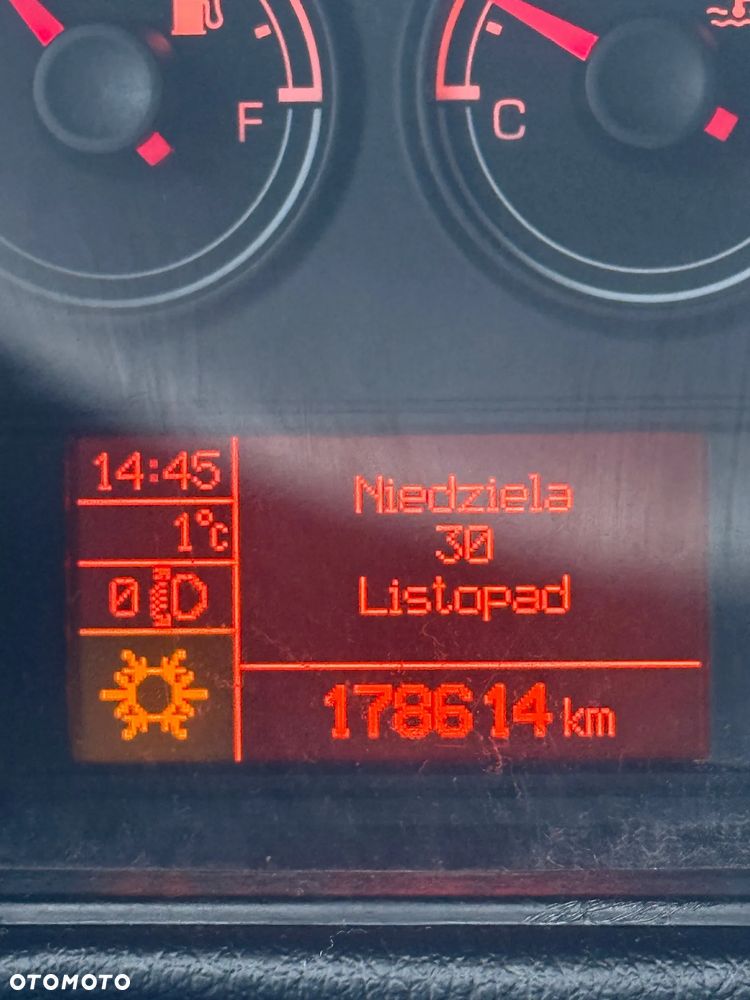 F
C
14:45
1°C
0
Niedziela
30
Listopad
178614 km
OTOMOTO